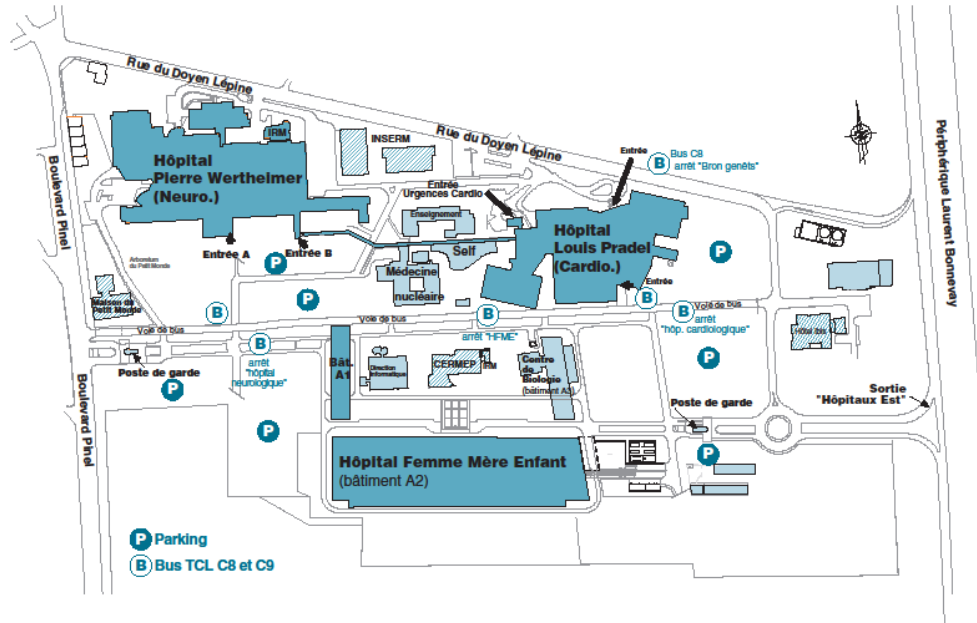 Rue du Doyen Lépine
Rue du Doyen Lépine
Boulevard Pinel
Périphérique Laurent Bonnevay
IRM
INSERM
Hôpital
Pierre Wertheimer
(Neuro.)
Entrée
B
Bus C8
arrêt "Bron genêts"
Entrée
Urgences Cardio
Enseignement
Hôpital
Louis Pradel
(Cardio.)
Self
Entrée A
Entrée B
P
P
Arboretum
du Petit Monde
Médecine
nucléaire
Entrée
P
Maison du
Petit Monde
P
B
B
B
B
Voie de bus
Voie de bus
Voie de bus
arrêt "HFME"
arrêt
"hôp. cardiologique"
Hôtel Ibis
B
arrêt
"hôpital
neurologique"
Poste de garde
P
Bât.
A1
Direction
Informatique
CERMEP
IRM
Centre
de
Biologie
(bâtiment A3)
P
Sortie
"Hôpitaux Est"
Poste de garde
Boulevard Pinel
P
Hôpital Femme Mère Enfant
(bâtiment A2)
P
P Parking
B Bus TCL C8 et C9